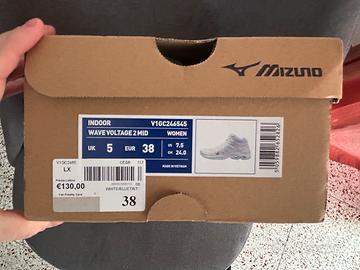 MIZUNO
INDOOR V1GC246545
WAVE VOLTAGE 2 MID WOMEN
UK 5 EUR 38 US 7.5
CM 24.0
MADE IN VIETNAM
LX
€130,00
38